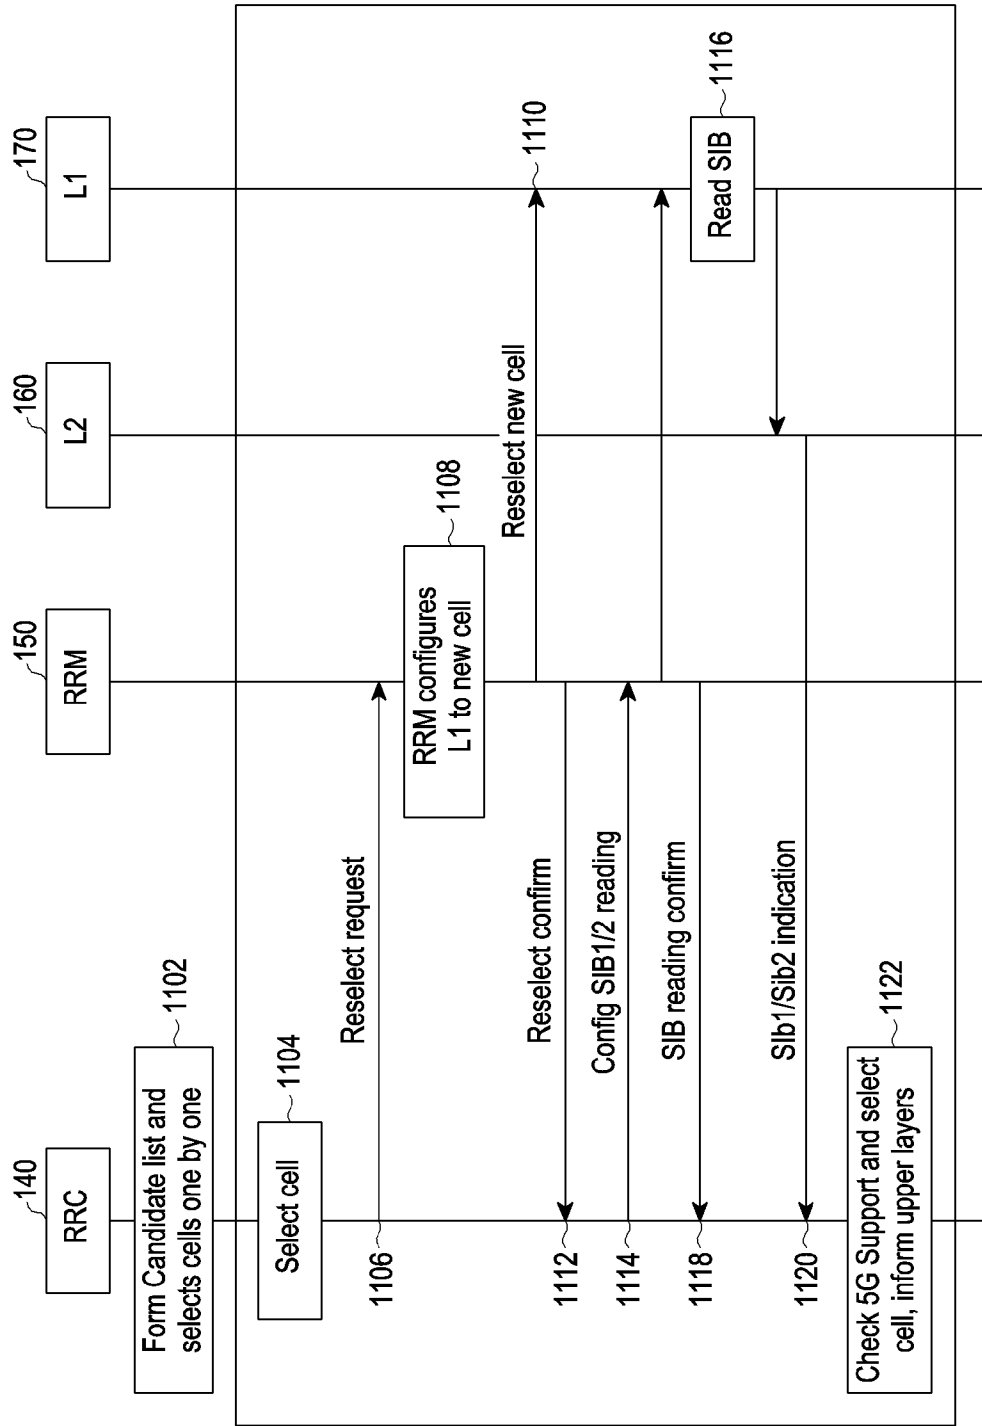 140
RRC
150
RRM
160
L2
170
L1
1102
Form Candidate list and
selects cells one by one
1104
Select cell
Reselect request
1106
1108
RRM configures
L1 to new cell
Reselect new cell
1110
Reselect confirm
1112
Config SIB1/2 reading
1114
1116
Read SIB
SIB reading confirm
1118
SIb1/Sib2 indication
1120
1122
Check 5G Support and select
cell, inform upper layers